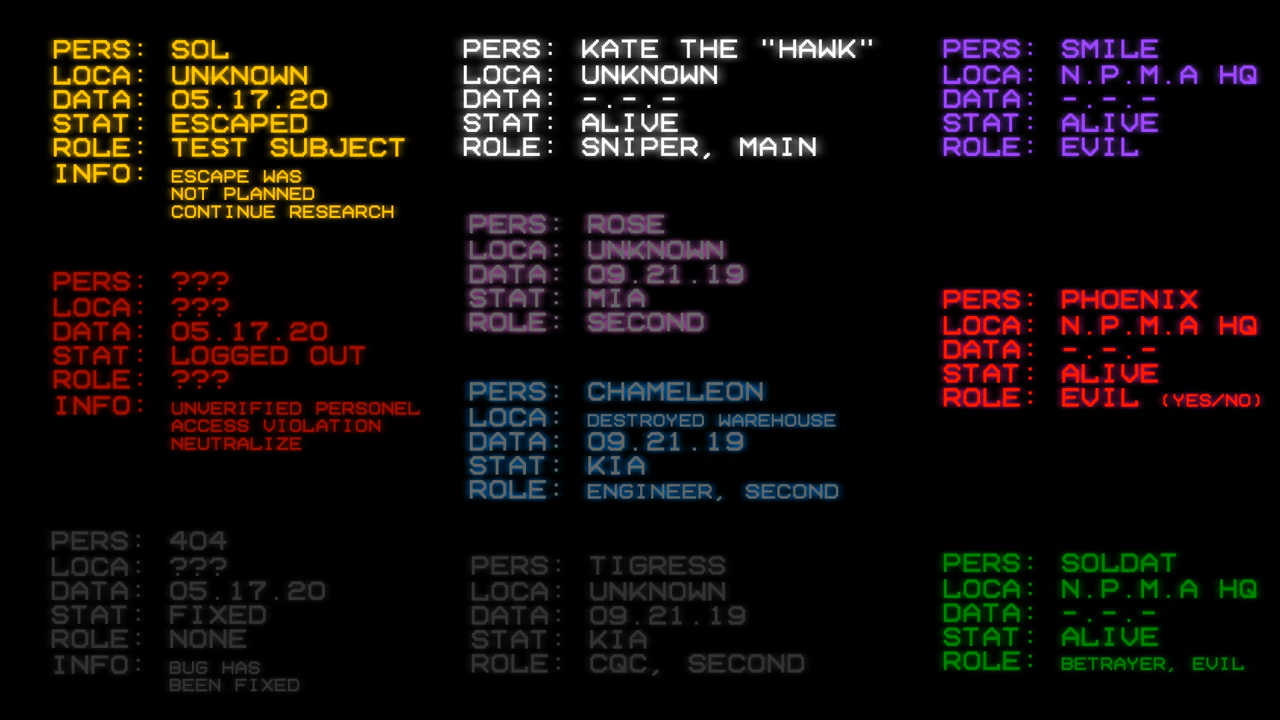 PERS: SOL
LOCA: UNKNOWN
DATA: 05.17.20
STAT: ESCAPED
ROLE: TEST SUBJECT
INFO: ESCAPE WAS
NOT PLANNED
CONTINUE RESEARCH
PERS: ???
LOCA: ???
DATA: 05.17.20
STAT: LOGGED OUT
ROLE: ???
INFO: UNVERIFIED PERSONEL
ACCESS VIOLATION
NEUTRALIZE
PERS: 404
LOCA: ???
DATA: 05.17.20
STAT: FIXED
ROLE: NONE
INFO: BUG HAS
BEEN FIXED
PERS: KATE THE "HAWK"
LOCA: UNKNOWN
DATA: -.-.-
STAT: ALIVE
ROLE: SNIPER, MAIN
PERS: ROSE
LOCA: UNKNOWN
DATA: 09.21.19
STAT: MIA
ROLE: SECOND
PERS: CHAMELEON
LOCA: DESTROYED WAREHOUSE
DATA: 09.21.19
STAT: KIA
ROLE: ENGINEER, SECOND
PERS: TIGRESS
LOCA: UNKNOWN
DATA: 09.21.19
STAT: KIA
ROLE: CQC, SECOND
PERS: SMILE
LOCA: N.P.M.A HQ
DATA: -.-.-
STAT: ALIVE
ROLE: EVIL
PERS: PHOENIX
LOCA: N.P.M.A HQ
DATA: -.-.-
STAT: ALIVE
ROLE: EVIL (YES/NO)
PERS: SOLDAT
LOCA: N.P.M.A HQ
DATA: -.-.-
STAT: ALIVE
ROLE: BETRAYER, EVIL